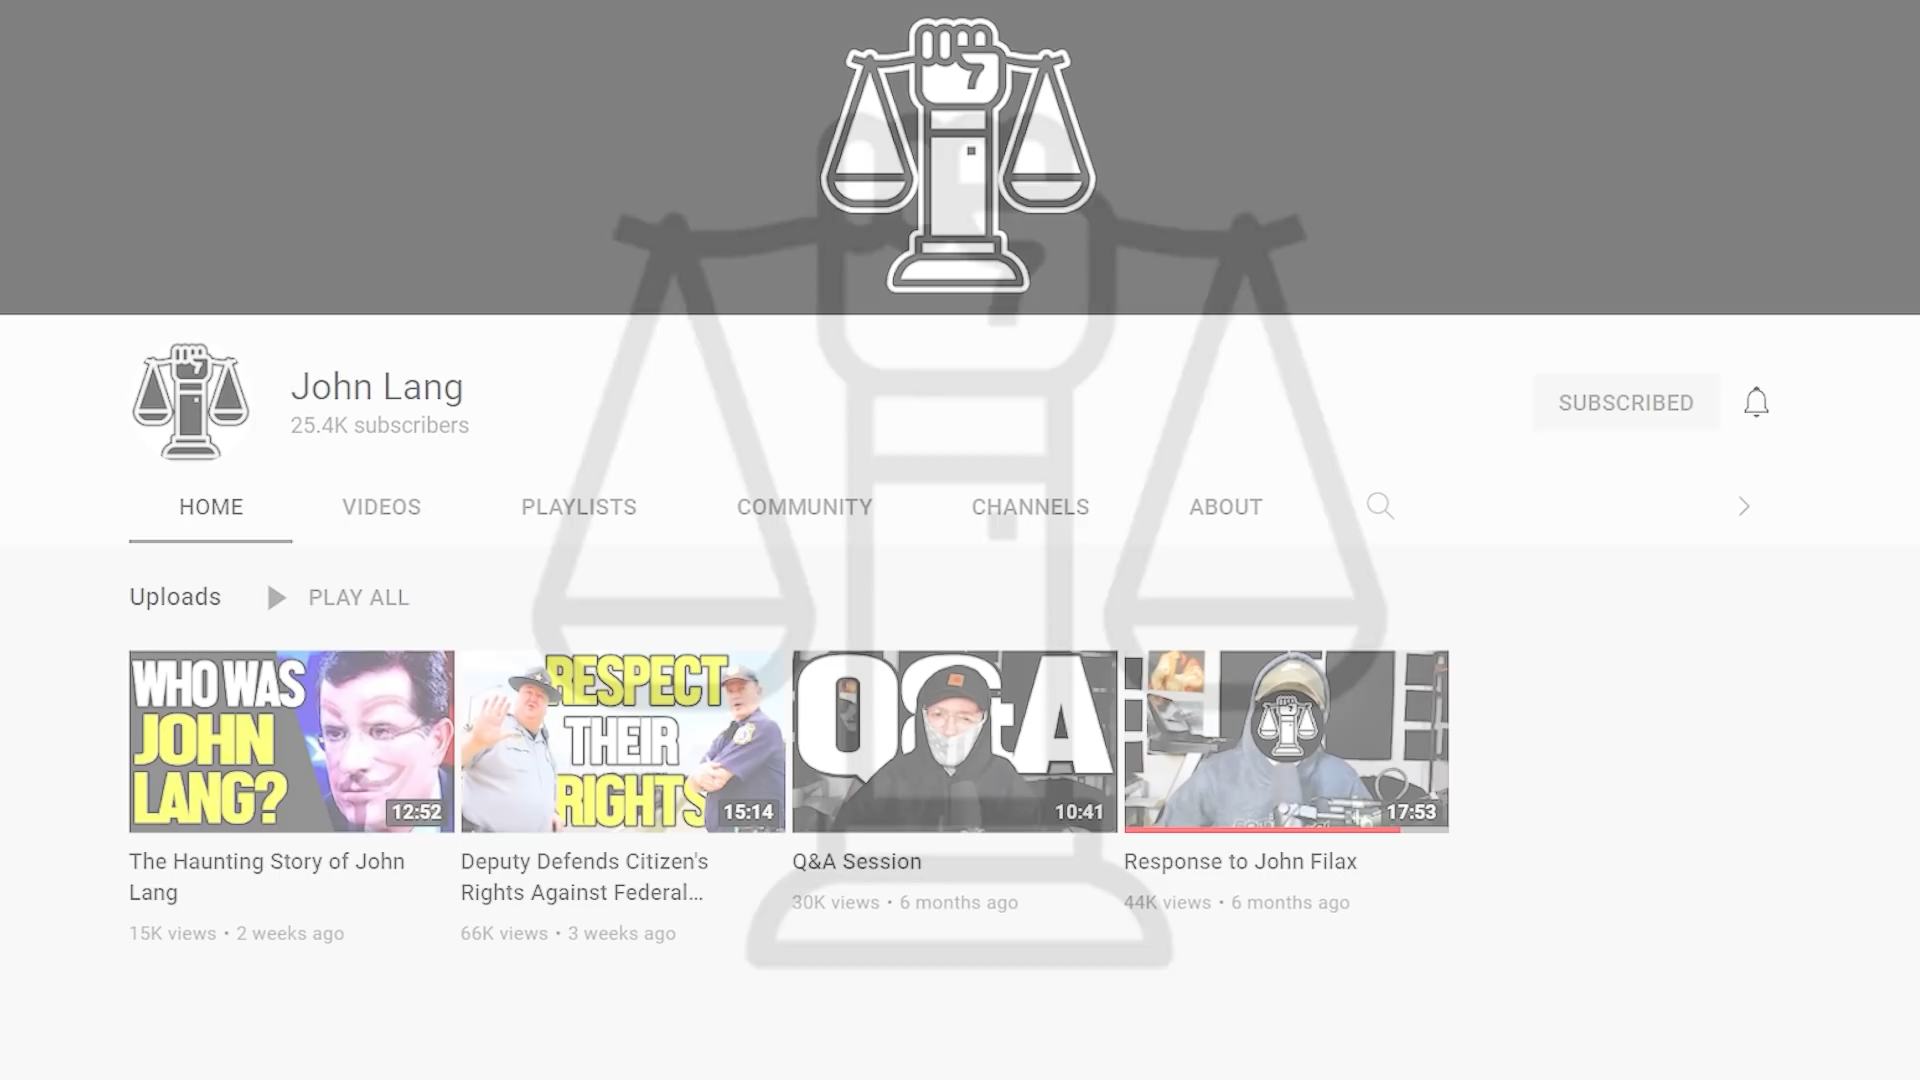 John Lang
25.4K subscribers
SUBSCRIBED
HOME
VIDEOS
PLAYLISTS
COMMUNITY
CHANNELS
ABOUT
Uploads
PLAY ALL
WHO WAS
JOHN
LANG?
12:52
RESPECT
THEIR
RIGHTS
15:14
Q&A
10:41
17:53
The Haunting Story of John
Lang
15K views • 2 weeks ago
Deputy Defends Citizen's
Rights Against Federal...
66K views • 3 weeks ago
Q&A Session
30K views • 6 months ago
Response to John Filax
44K views • 6 months ago